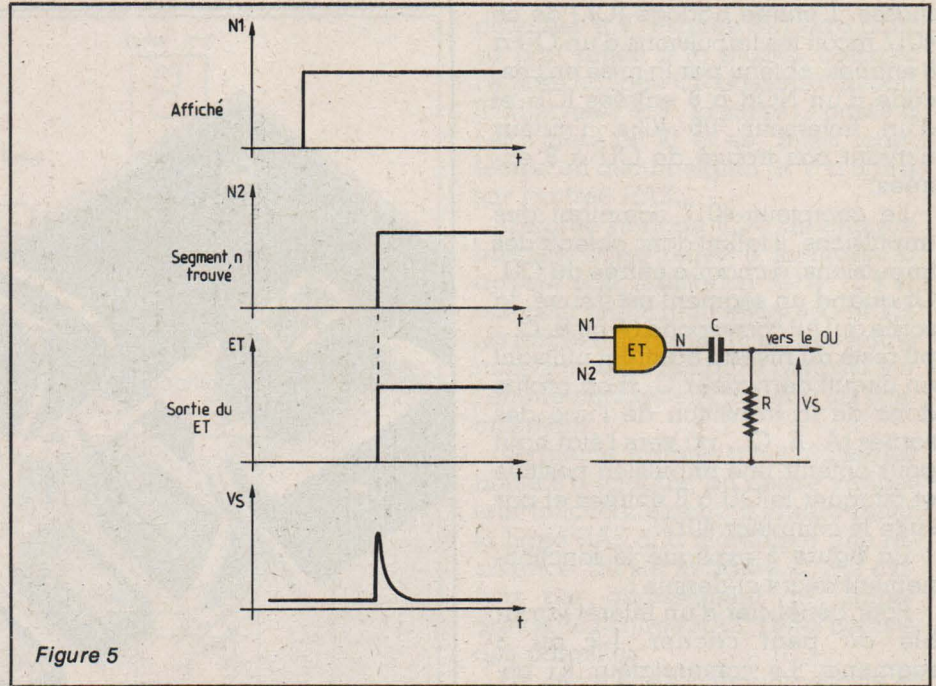 N1
Affiché
t
N2
Segment n
trouvé
t
ET
Sortie du
ET
t
VS
t
N1
N2
ET
N
C
vers le OU
R
VS
Figure 5